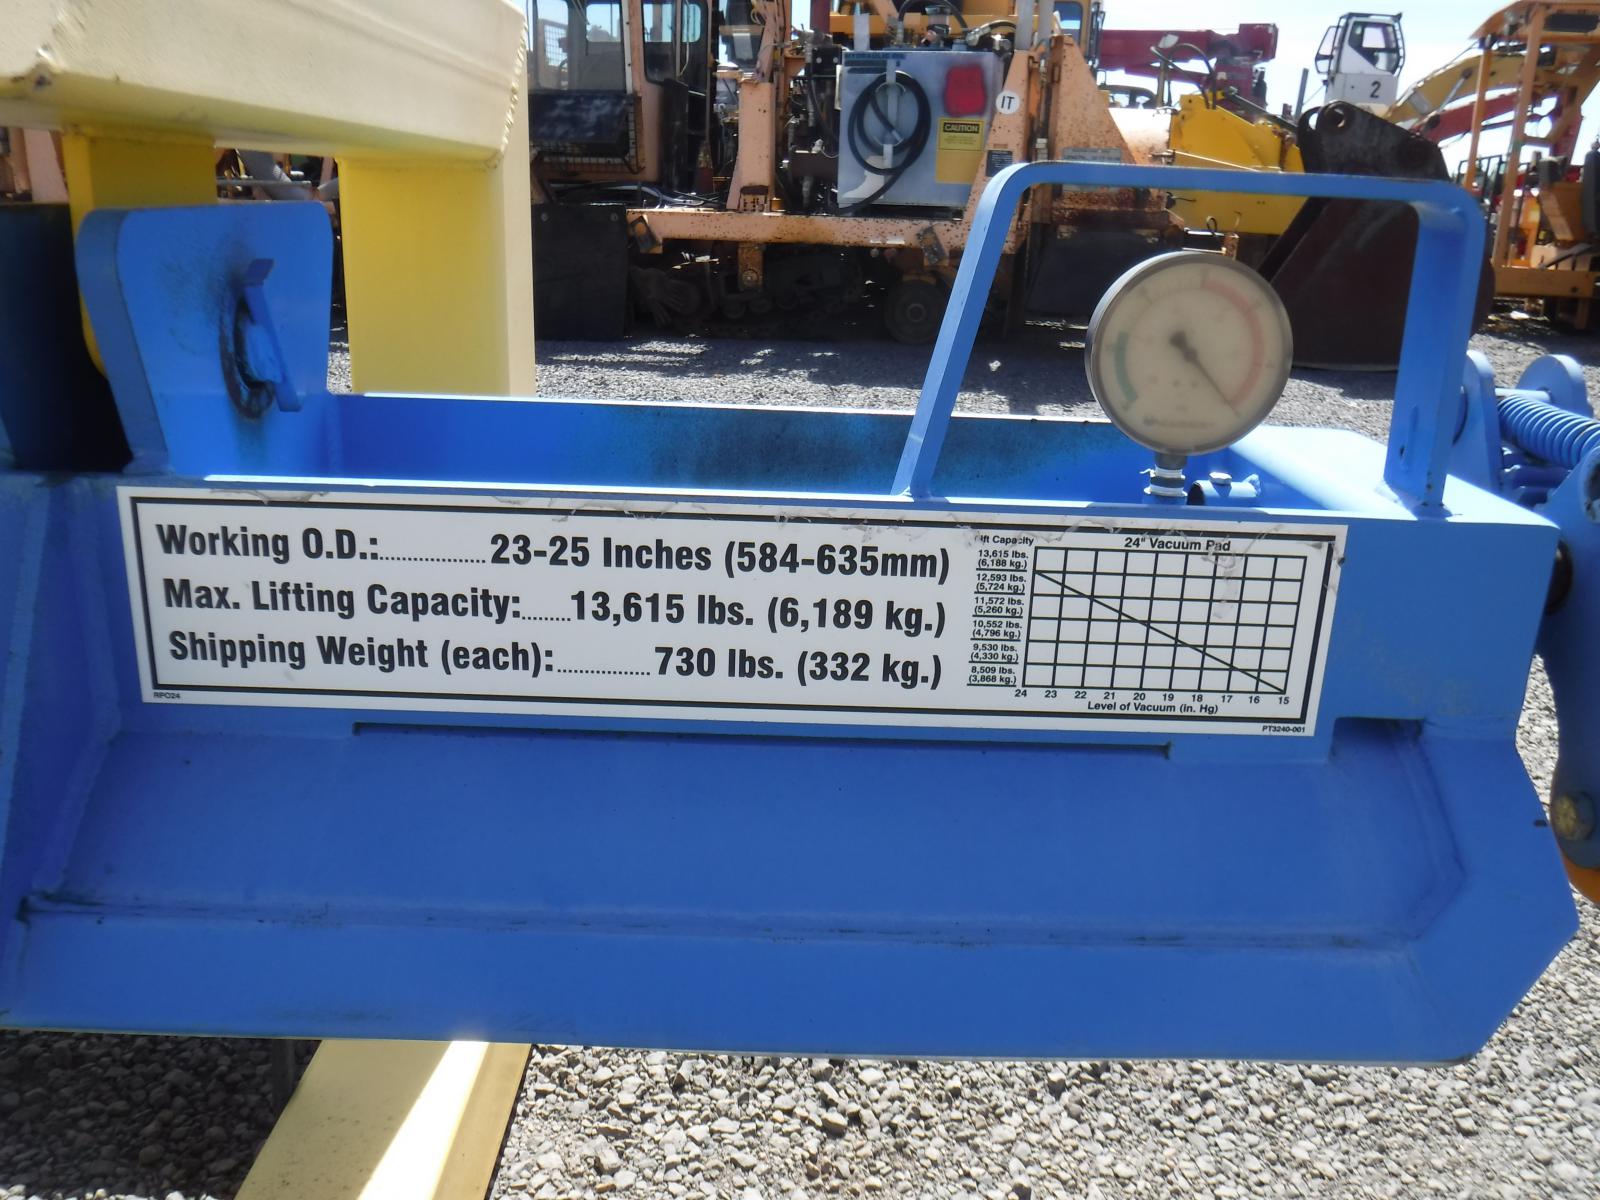 HYDRAULIC OIL
IT
CAUTION
2
Working O.D.:....................23-25 Inches (584-635mm)
Max. Lifting Capacity:.........13,615 lbs. (6,189 kg.)
Shipping Weight (each):.................730 lbs. (332 kg.)
RPC24
ift Capacity
24" Vacuum Pad
13,615 lbs.
(6,188 kg.)
12,593 lbs.
(5,724 kg.)
11,572 lbs.
(5,260 kg.)
10,552 lbs.
(4,796 kg.)
9,530 lbs.
(4,330 kg.)
8,509 lbs.
(3,868 kg.)
24 23 22 21 20 19 18 17 16 15
Level of Vacuum (in. Hg)
PT3240-001